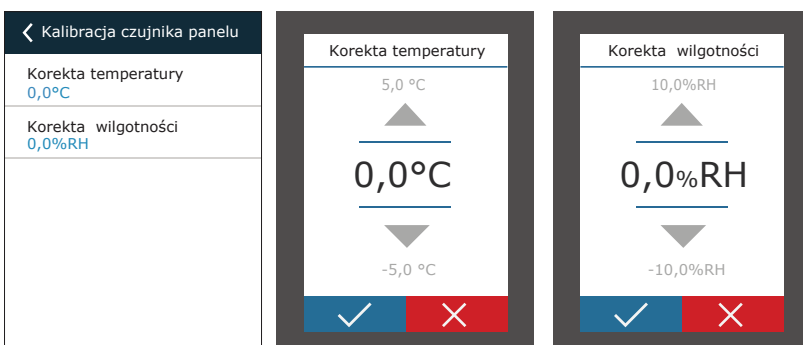 Kalibracja czujnika panelu
Korekta temperatury
0,0°C
Korekta wilgotności
0,0%RH
Korekta temperatury
5,0 °C
0,0°C
-5,0 °C
Korekta wilgotności
10,0%RH
0,0%RH
-10,0%RH